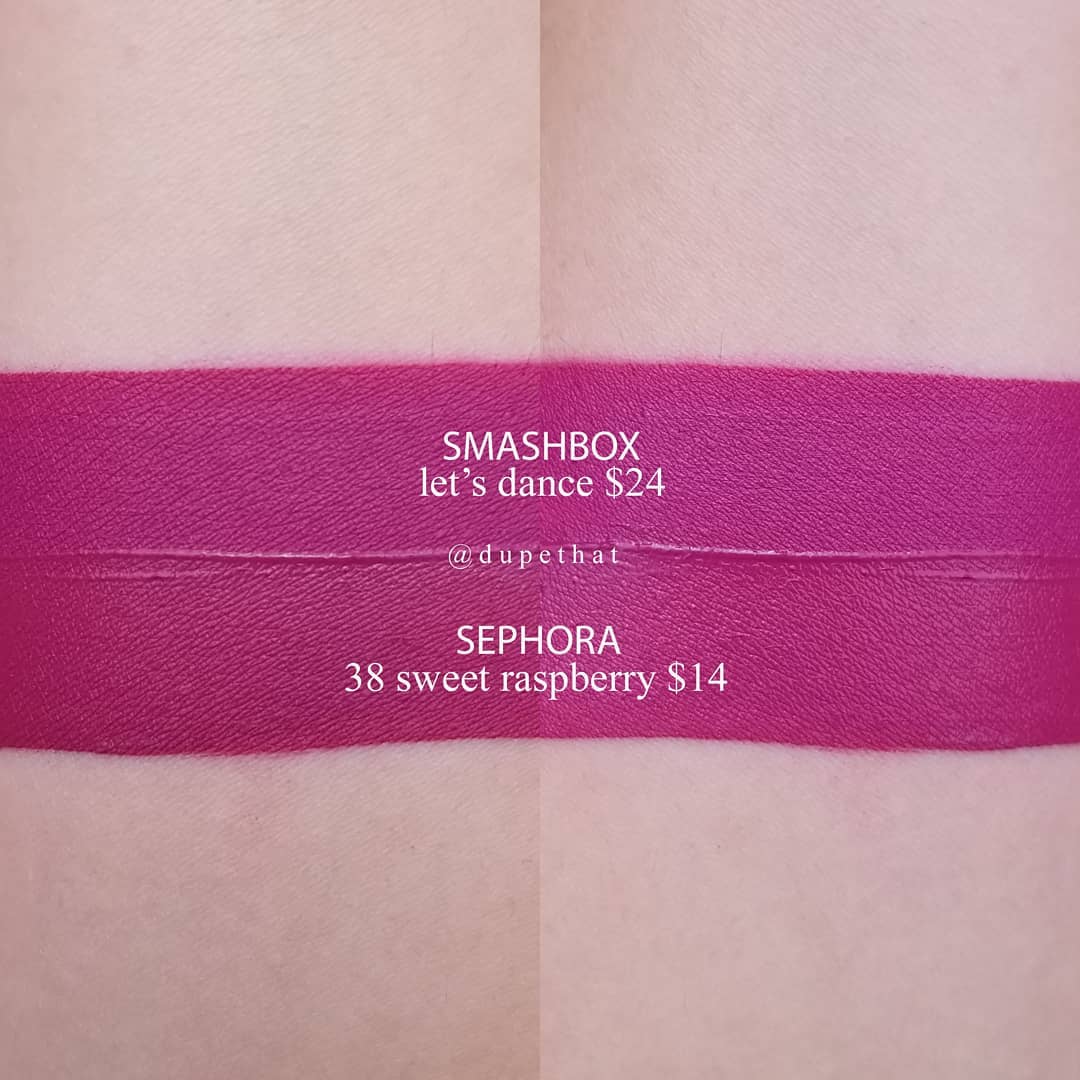 SMASHBOX
let’s dance $24
@dupethat
SEPHORA
38 sweet raspberry $14